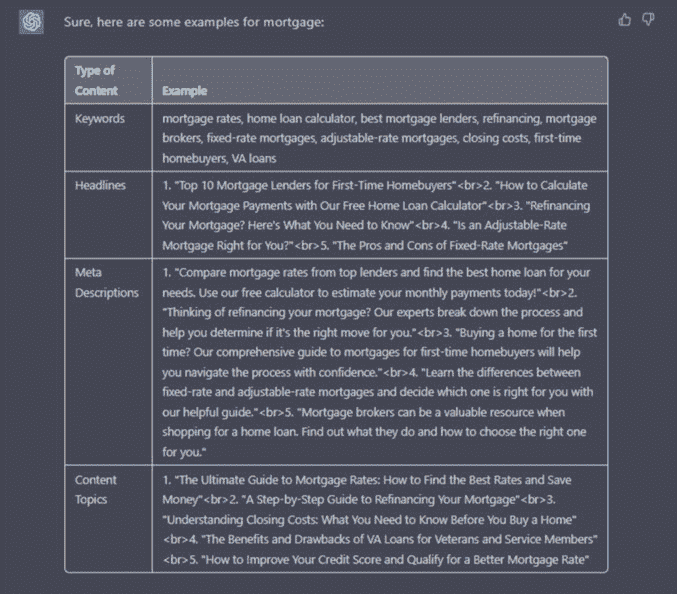 Sure, here are some examples for mortgage:
Type of
Content
Example
Keywords
mortgage rates, home loan calculator, best mortgage lenders, refinancing, mortgage
brokers, fixed-rate mortgages, adjustable-rate mortgages, closing costs, first-time
homebuyers, VA loans
Headlines
1. "Top 10 Mortgage Lenders for First-Time Homebuyers"<br>2. "How to Calculate
Your Mortgage Payments with Our Free Home Loan Calculator"<br>3. "Refinancing
Your Mortgage? Here's What You Need to Know"<br>4. "Is an Adjustable-Rate
Mortgage Right for You?"<br>5. "The Pros and Cons of Fixed-Rate Mortgages"
Meta
Descriptions
1. "Compare mortgage rates from top lenders and find the best home loan for your
needs. Use our free calculator to estimate your monthly payments today!"<br>2.
"Thinking of refinancing your mortgage? Our experts break down the process and
help you determine if it's the right move for you."<br>3. "Buying a home for the first
time? Our comprehensive guide to mortgages for first-time homebuyers will help
you navigate the process with confidence."<br>4. "Learn the differences between
fixed-rate and adjustable-rate mortgages and decide which one is right for you with
our helpful guide."<br>5. "Mortgage brokers can be a valuable resource when
shopping for a home loan. Find out what they do and how to choose the right one
for you."
Content
Topics
1. "The Ultimate Guide to Mortgage Rates: How to Find the Best Rates and Save
Money"<br>2. "A Step-by-Step Guide to Refinancing Your Mortgage"<br>3.
"Understanding Closing Costs: What You Need to Know Before You Buy a Home"
<br>4. "The Benefits and Drawbacks of VA Loans for Veterans and Service Members"
<br>5. "How to Improve Your Credit Score and Qualify for a Better Mortgage Rate"